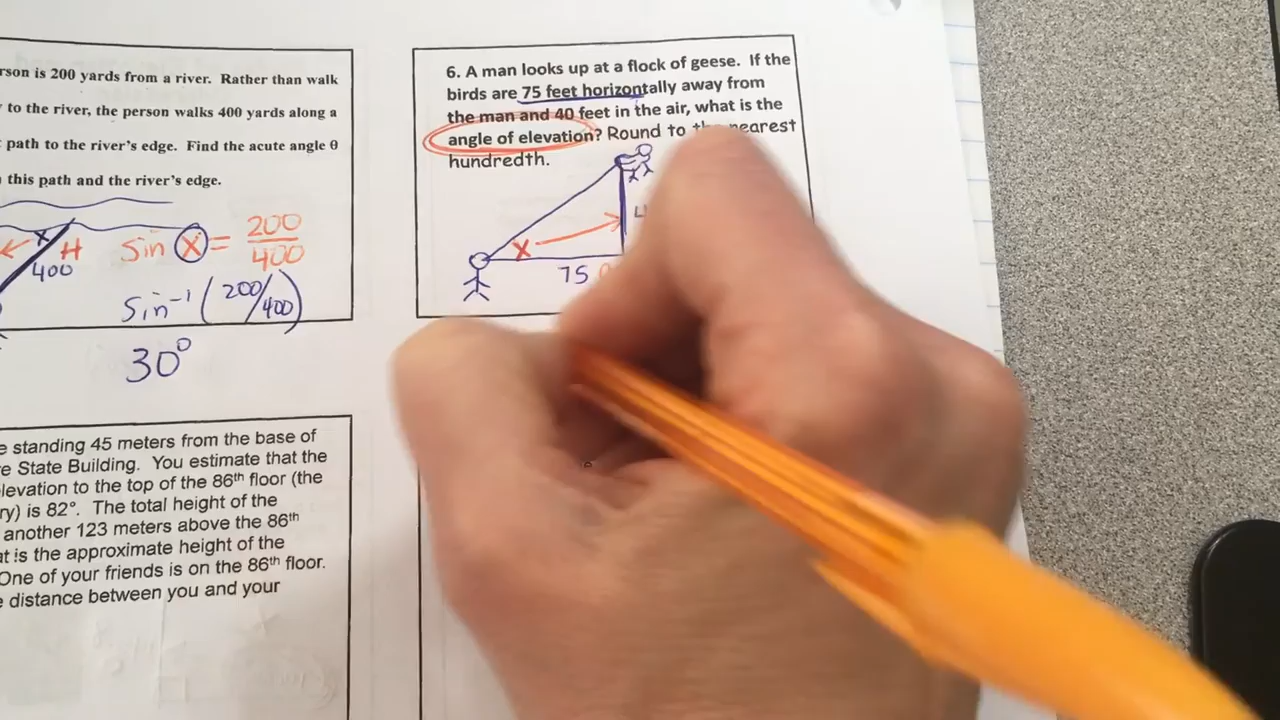 rson is 200 yards from a river. Rather than walk
to the river, the person walks 400 yards along a
path to the river's edge. Find the acute angle θ
this path and the river's edge.
X H
400
sin X = 200/400
sin⁻¹ (200/400)
30°
6. A man looks up at a flock of geese. If the
birds are 75 feet horizontally away from
the man and 40 feet in the air, what is the
angle of elevation? Round to the nearest
hundredth.
X
75
e standing 45 meters from the base of
e State Building. You estimate that the
levation to the top of the 86th floor (the
ry) is 82°. The total height of the
another 123 meters above the 86th
at is the approximate height of the
One of your friends is on the 86th floor.
e distance between you and your